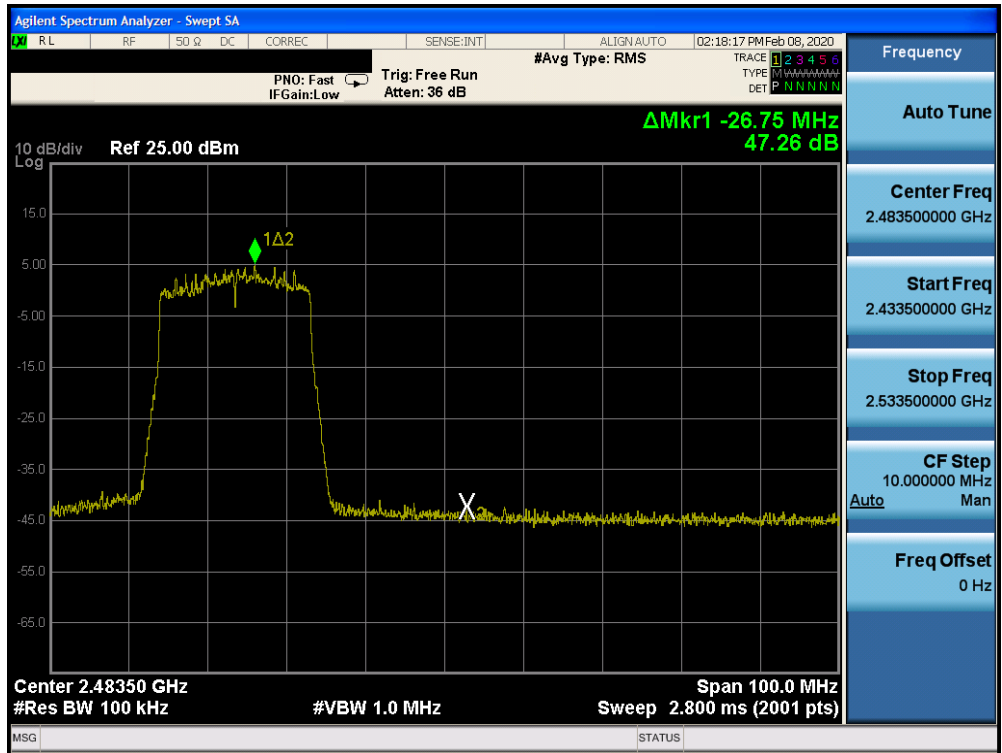 Agilent Spectrum Analyzer - Swept SA
LXI RL RF 50 Ω DC CORREC SENSE:INT ALIGN AUTO 02:18:17 PM Feb 08, 2020
#Avg Type: RMS TRACE 1 2 3 4 5 6
PNO: Fast Trig: Free Run TYPE M WWWWW
IFGain:Low Atten: 36 dB DET P N N N N N
Frequency
ΔMkr1 -26.75 MHz
47.26 dB
10 dB/div Ref 25.00 dBm
Log
15.0
1Δ2
5.00
-5.00
-15.0
-25.0
-35.0
X 2
-45.0
-55.0
-65.0
Center 2.48350 GHz Span 100.0 MHz
#Res BW 100 kHz #VBW 1.0 MHz Sweep 2.800 ms (2001 pts)
MSG STATUS
Auto Tune
Center Freq
2.483500000 GHz
Start Freq
2.433500000 GHz
Stop Freq
2.533500000 GHz
CF Step
10.000000 MHz
Auto Man
Freq Offset
0 Hz